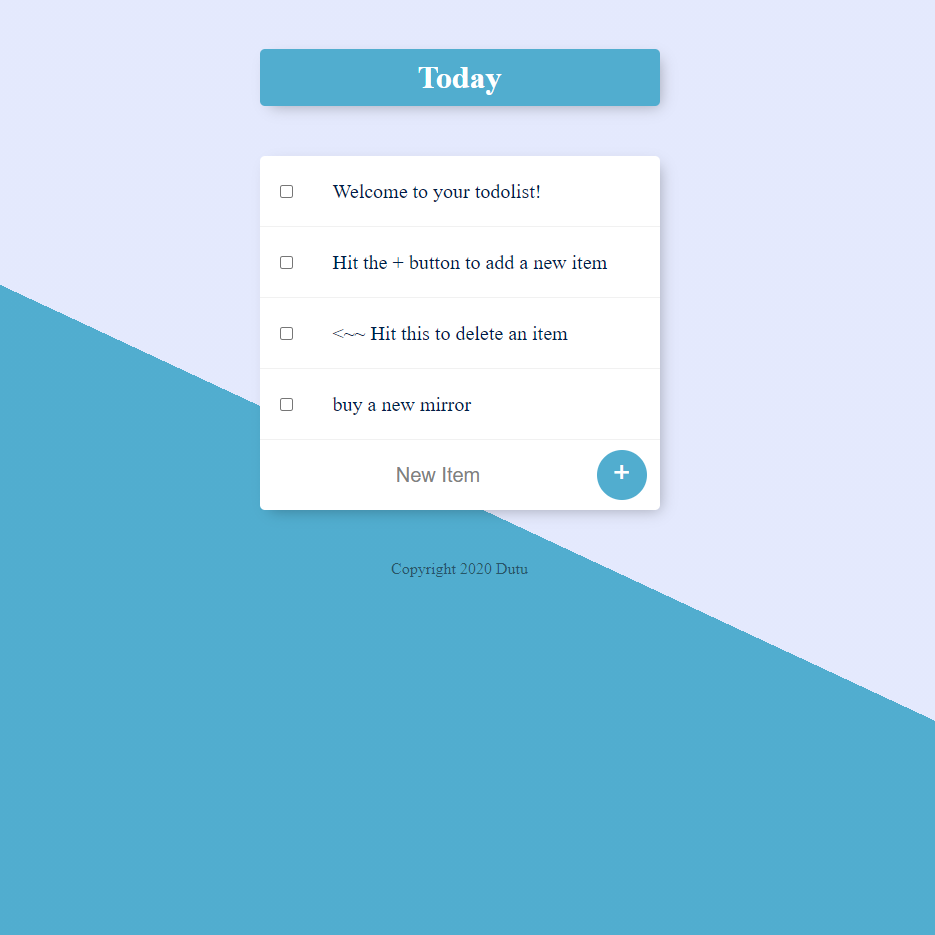 Today
Welcome to your todolist!
Hit the + button to add a new item
<~~ Hit this to delete an item
buy a new mirror
New Item
+
Copyright 2020 Dutu